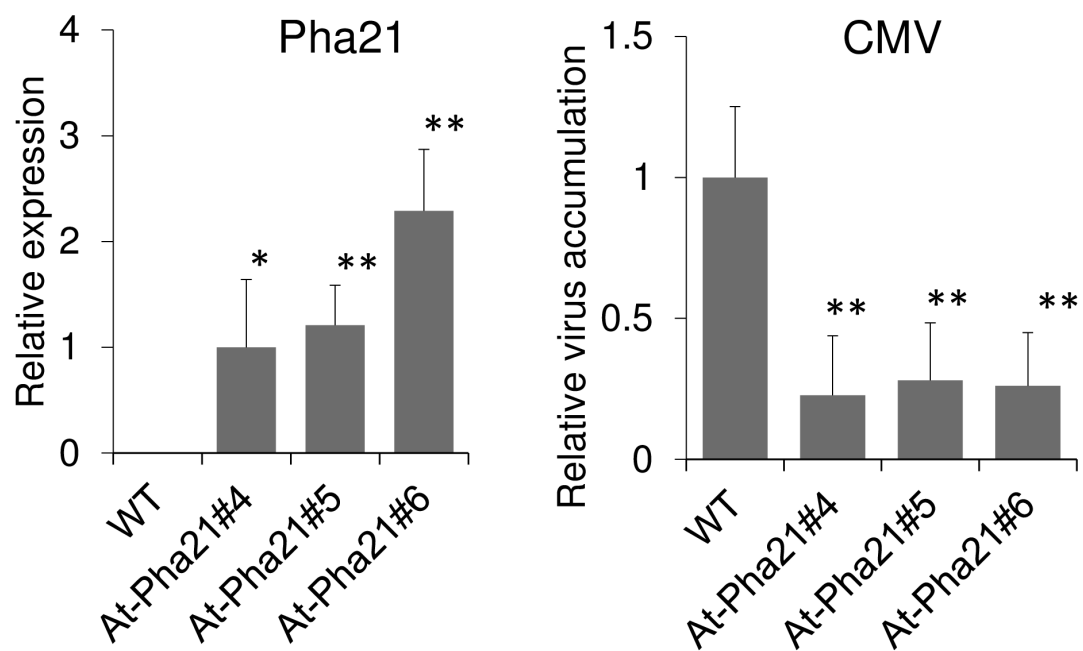 Pha21
Relative expression
4
3
2
1
0
*
**
**
WT
At-Pha21#4
At-Pha21#5
At-Pha21#6
CMV
Relative virus accumulation
1.5
1
0.5
0
**
**
**
WT
At-Pha21#4
At-Pha21#5
At-Pha21#6